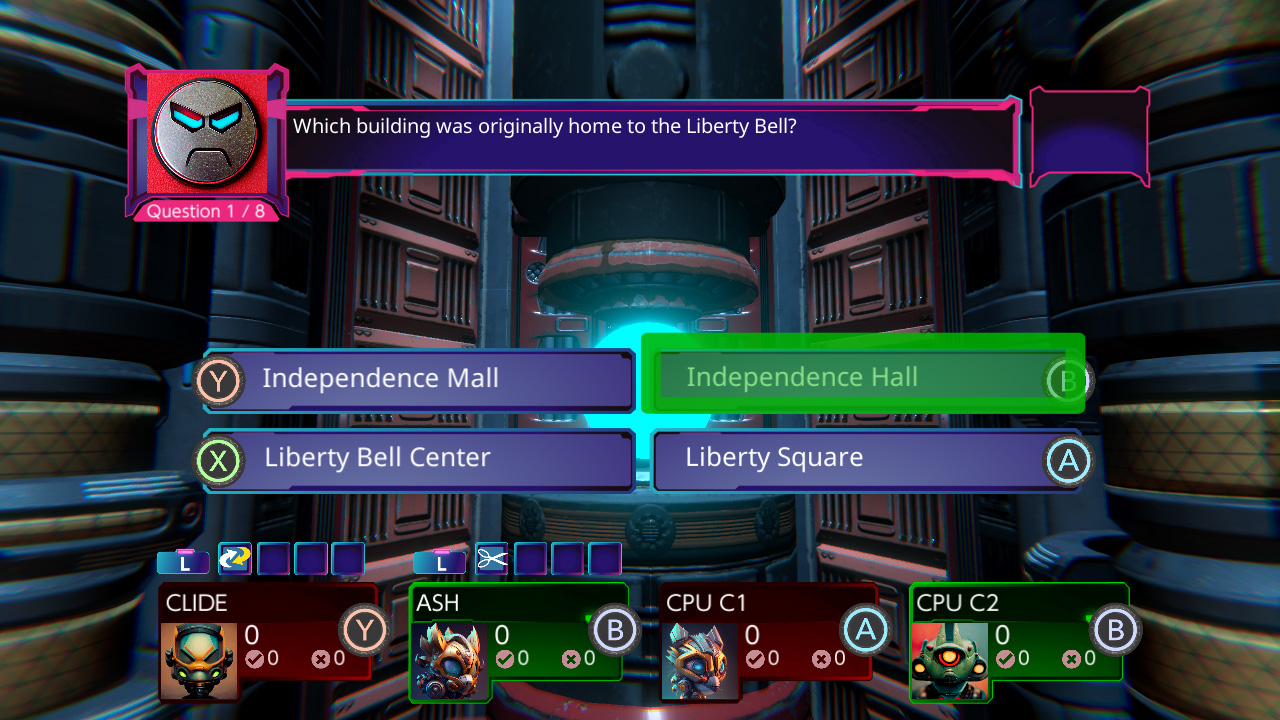 Which building was originally home to the Liberty Bell?
Question 1 / 8
Y Independence Mall
Independence Hall B
X Liberty Bell Center
Liberty Square A
L
L
CLIDE
0
0 0
Y
ASH
0
0 0
B
CPU C1
0
0 0
A
CPU C2
0
0 0
B